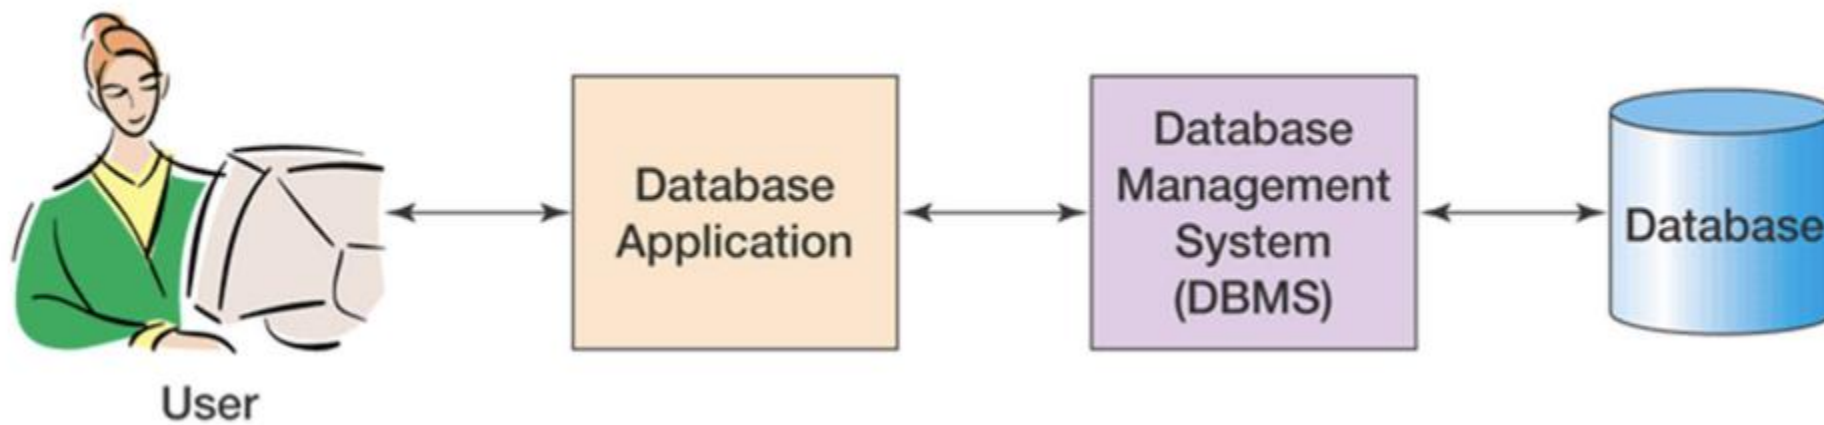 Database
Application
Database
Management
System
(DBMS)
Database
User